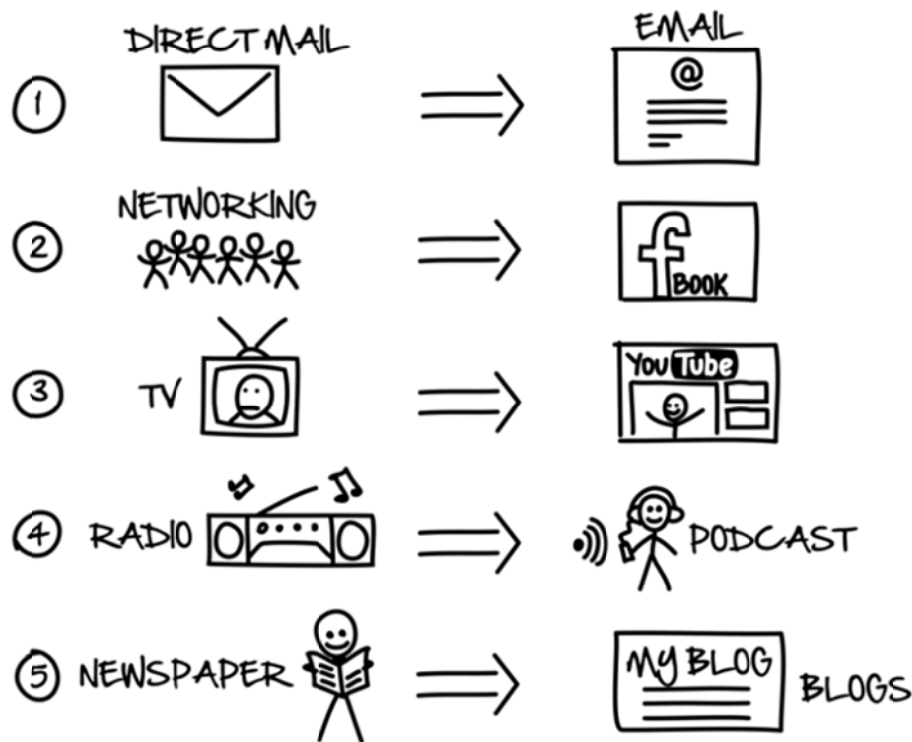 DIRECT MAIL
EMAIL
1
@
NETWORKING
2
f BOOK
3
TV
YouTube
4
RADIO
PODCAST
5
NEWSPAPER
MY BLOG
BLOGS